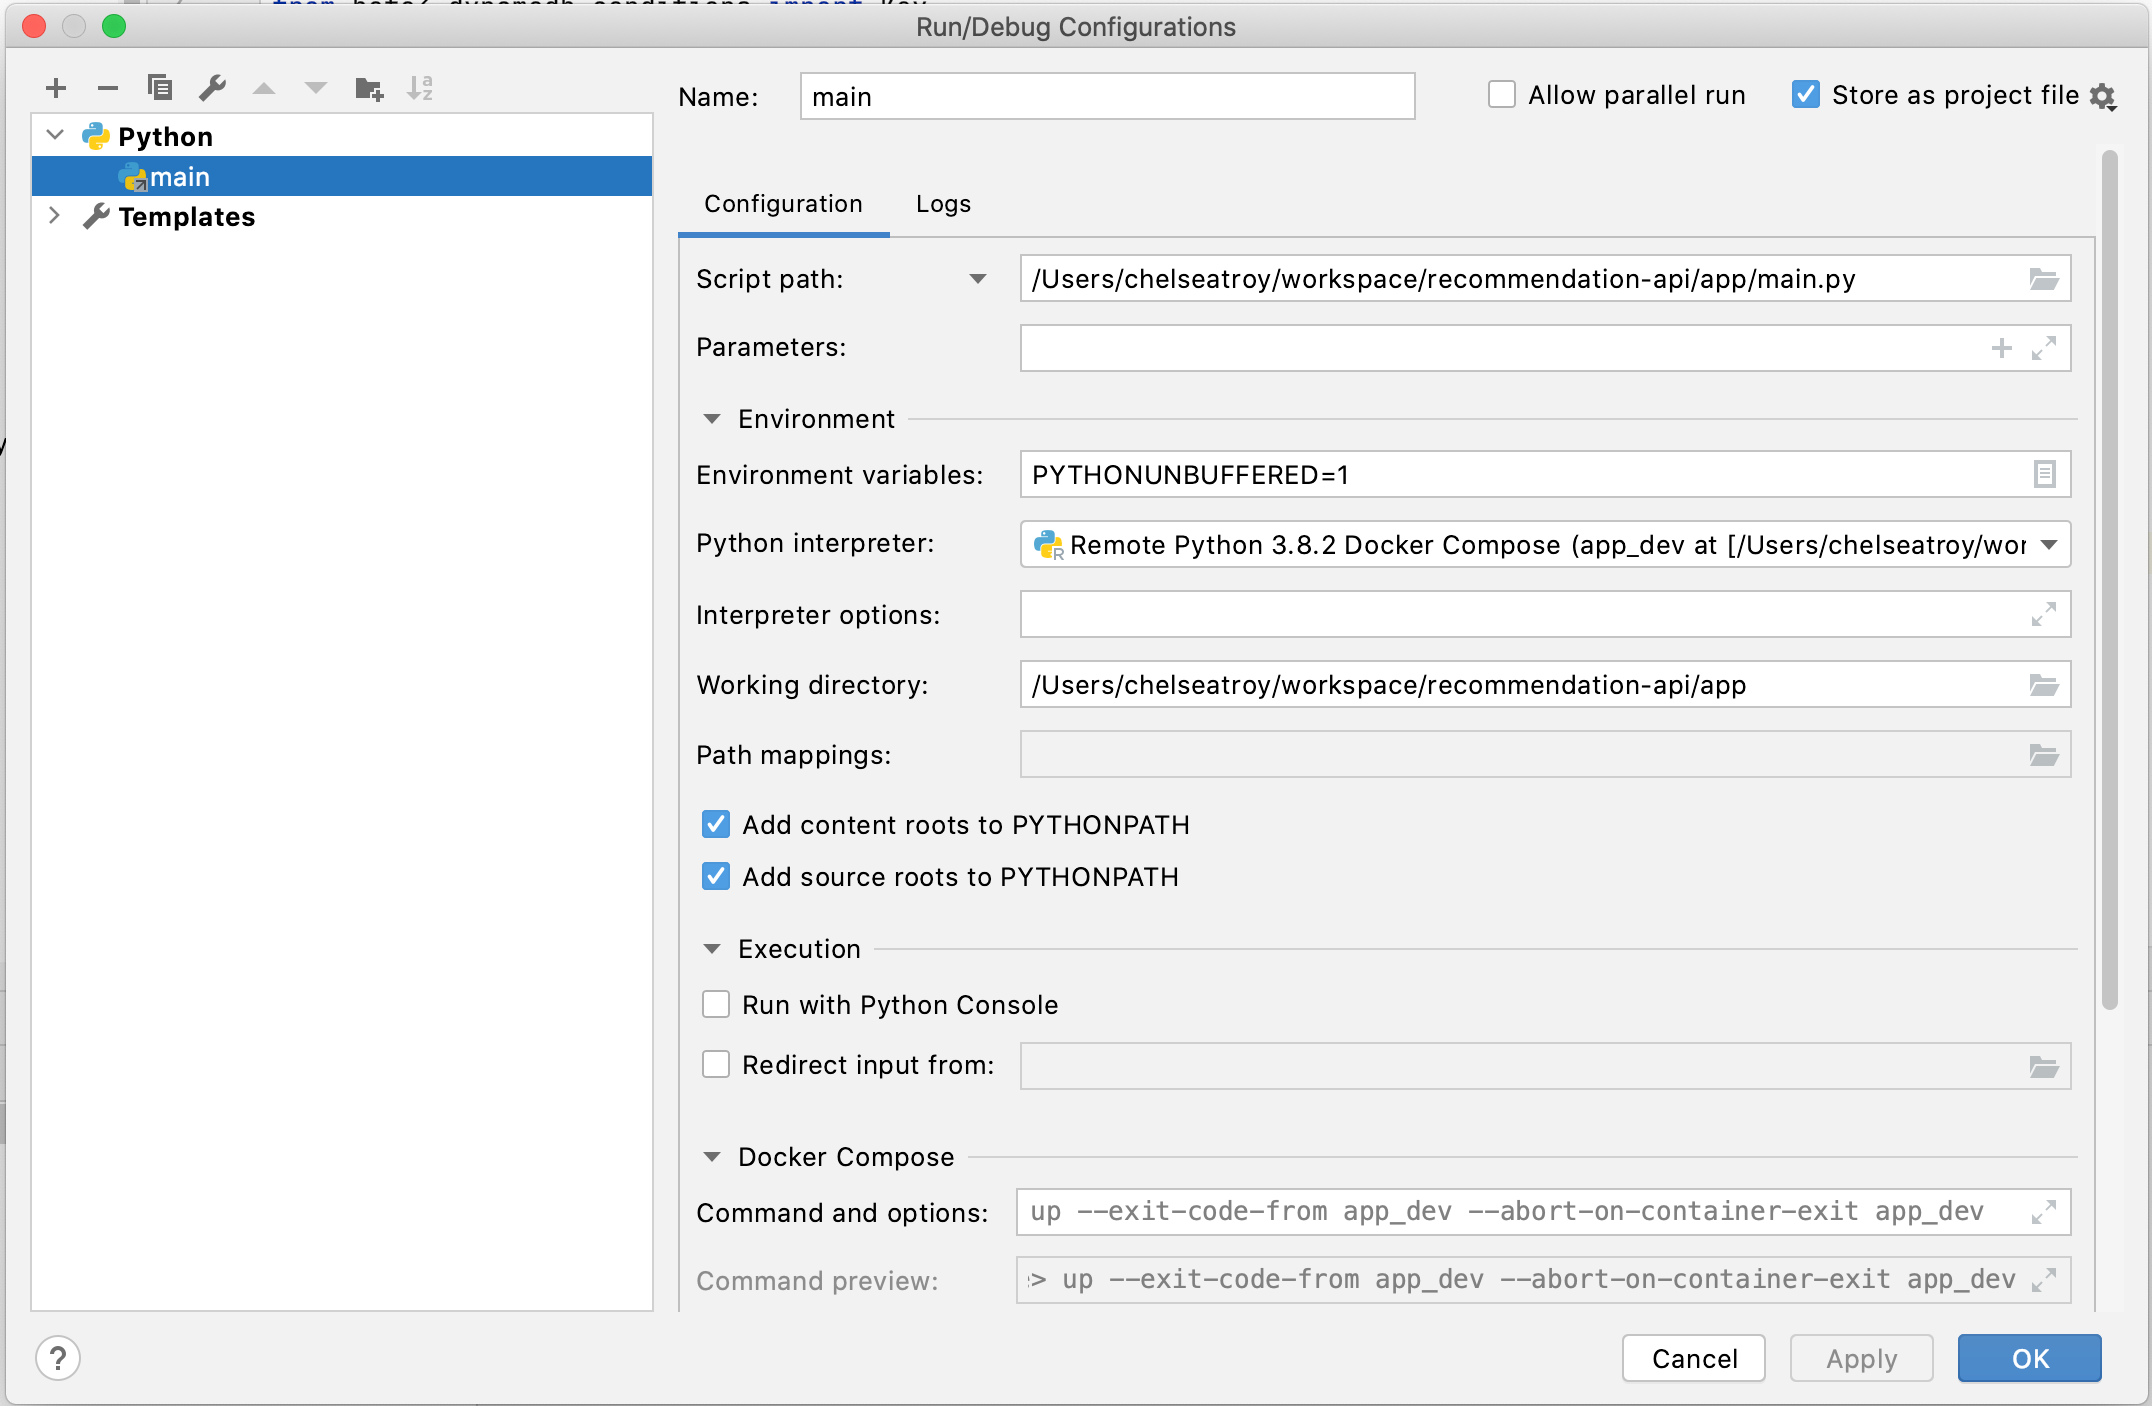 Run/Debug Configurations
Python
main
Templates
Name: main
Allow parallel run
Store as project file
Configuration Logs
Script path: /Users/chelseatroy/workspace/recommendation-api/app/main.py
Parameters:
Environment
Environment variables: PYTHONUNBUFFERED=1
Python interpreter: Remote Python 3.8.2 Docker Compose (app_dev at [/Users/chelseatroy/wor
Interpreter options:
Working directory: /Users/chelseatroy/workspace/recommendation-api/app
Path mappings:
Add content roots to PYTHONPATH
Add source roots to PYTHONPATH
Execution
Run with Python Console
Redirect input from:
Docker Compose
Command and options: up --exit-code-from app_dev --abort-on-container-exit app_dev
Command preview: > up --exit-code-from app_dev --abort-on-container-exit app_dev
?
Cancel Apply OK